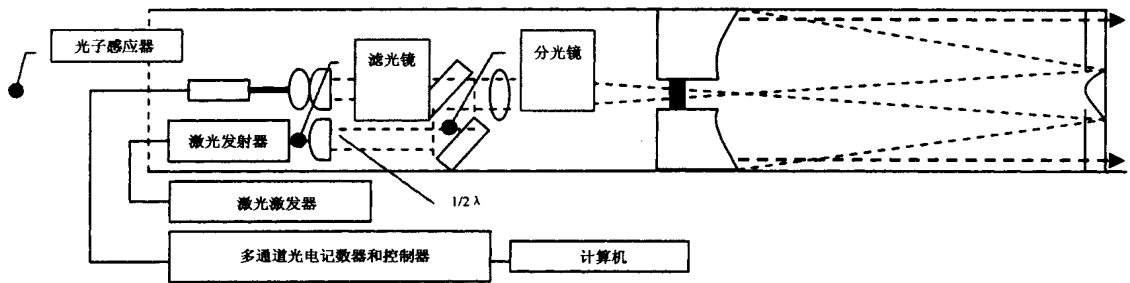 光子感应器
滤光镜
分光镜
激光发射器
1/2 λ
激光激发器
多通道光电记数器和控制器
计算机